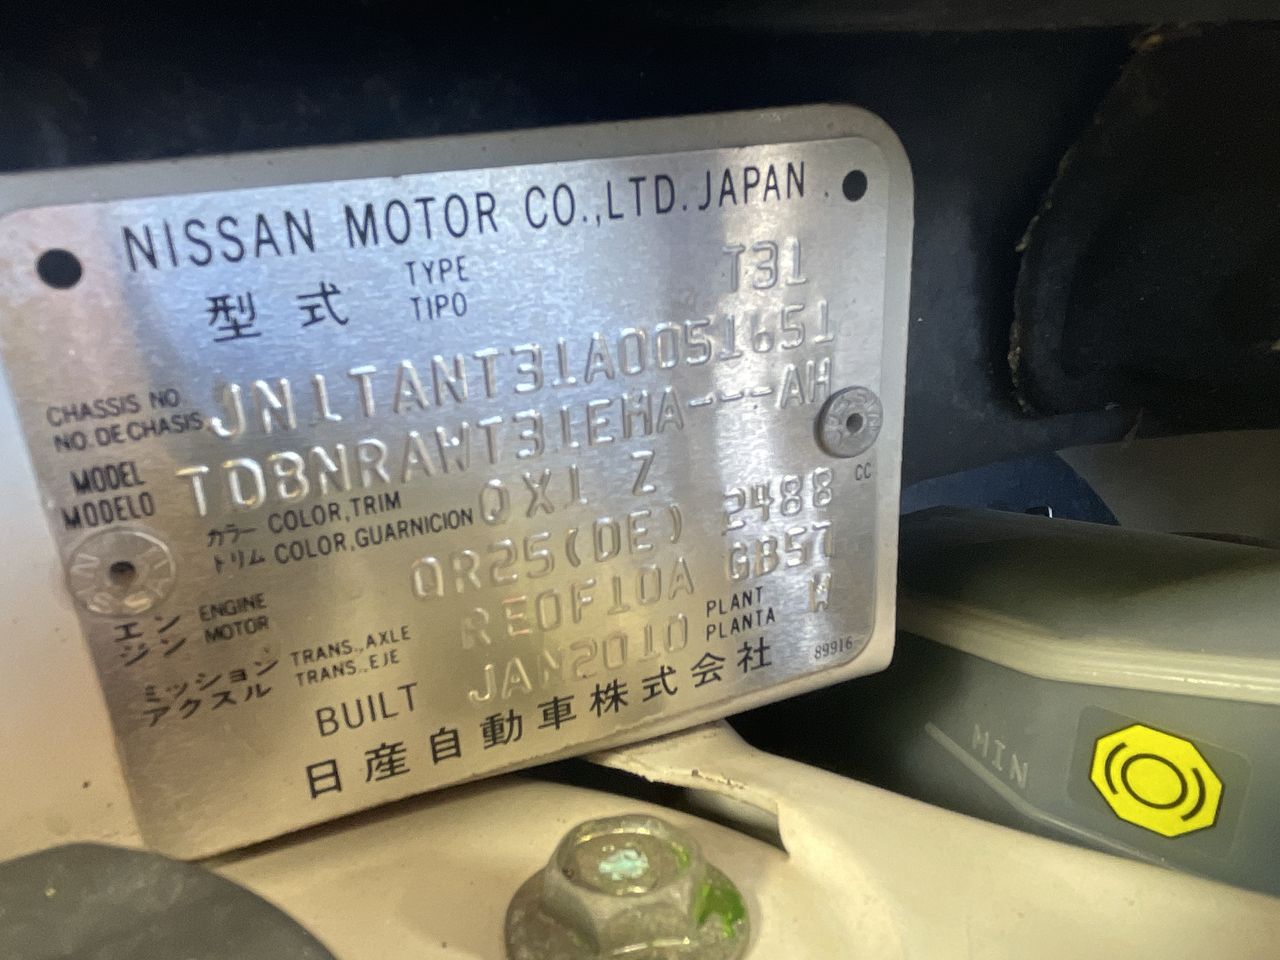 NISSAN MOTOR CO.,LTD. JAPAN.
型式 TYPE TIPO T31
CHASSIS NO. NO. DE CHASIS JN1TANT31A0051651
MODEL MODELO TDBNRAWT31EHA---AH
カラー トリム COLOR,TRIM COLOR,GUARNICION QX1 Z
エンジン ENGINE MOTOR QR25(DE) 2488 CC
ミッション アクスル TRANS.,AXLE TRANS.,EJE RE0F10A GB57
BUILT JAN2010 PLANT PLANTA W
日産自動車株式会社 89916
MIN